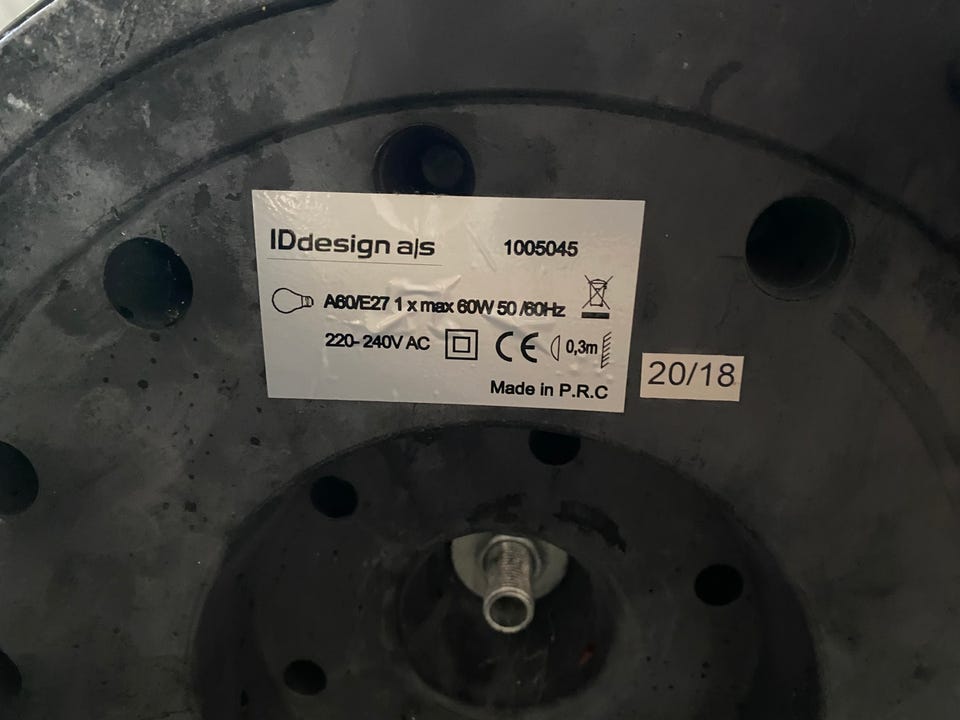 IDdesign a/s 1005045
A60/E27 1 x max 60W 50/60Hz
220-240V AC CE 0,3m
Made in P.R.C
20/18